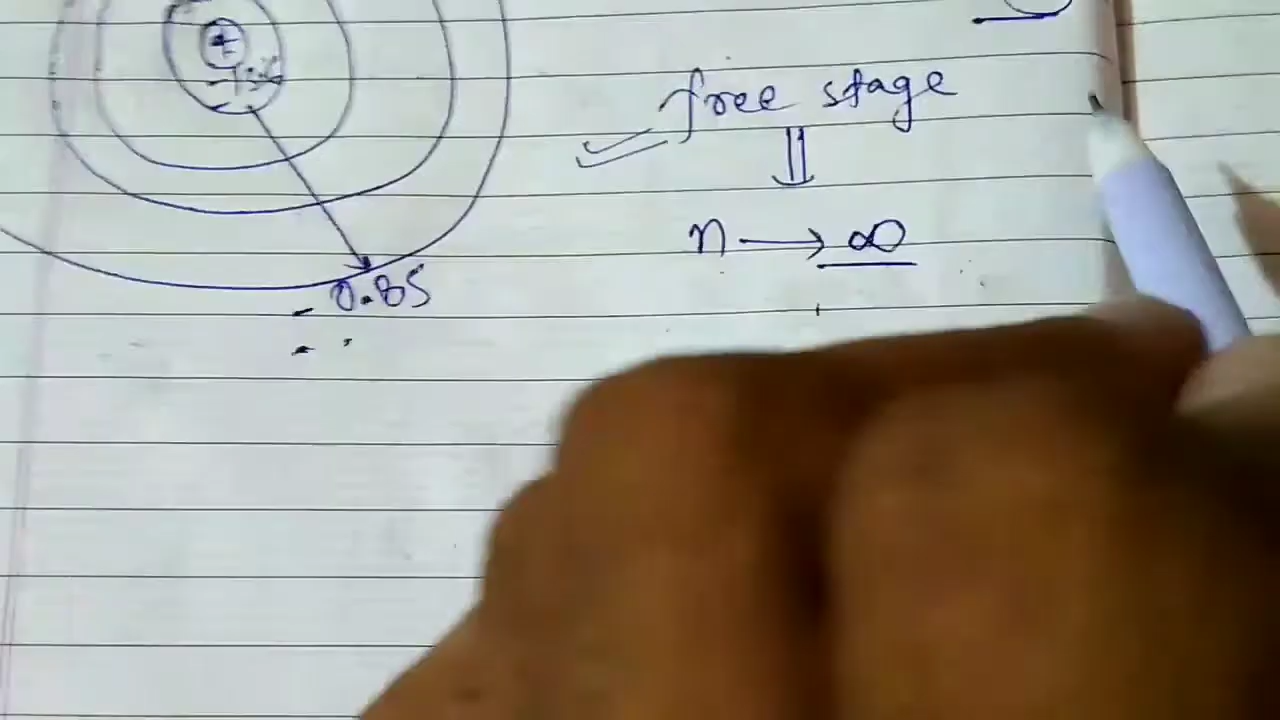 +
free stage
n → ∞
- 0.85